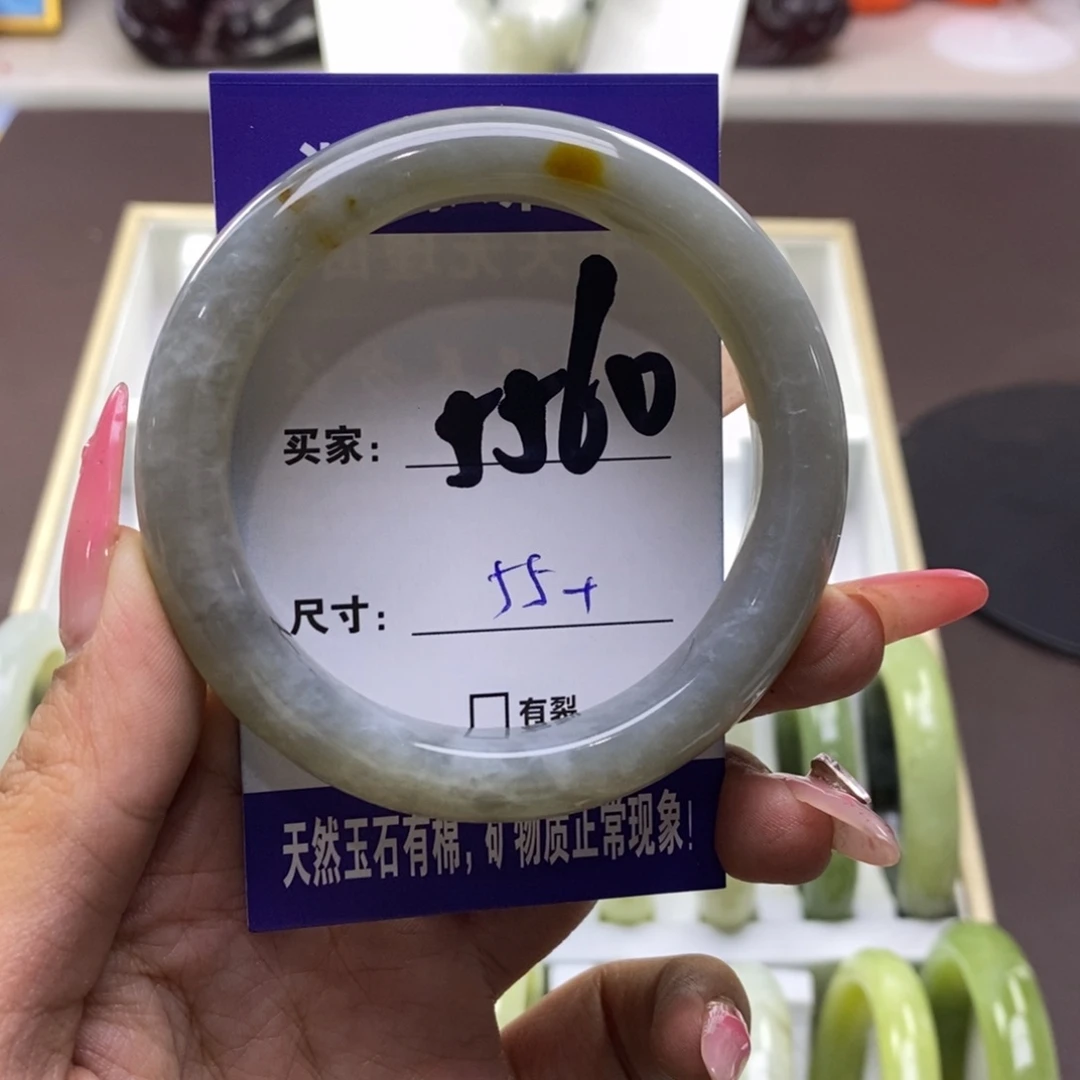 买家: 5560
尺寸: 55+
有裂
天然玉石有棉, 矿物质正常现象!